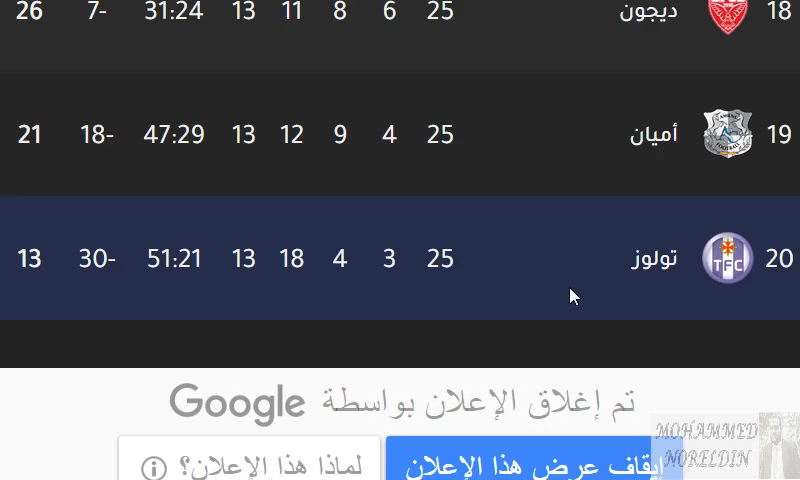 18 ديجون 25 6 8 11 13 31:24 7- 26
19 أميان 25 4 9 12 13 47:29 18- 21
20 TFC تولوز 25 3 4 18 13 51:21 30- 13
تم إغلاق الإعلان بواسطة Google
إيقاف عرض هذا الإعلان
لماذا هذا الإعلان؟
MOHAMMED
NORELDIN